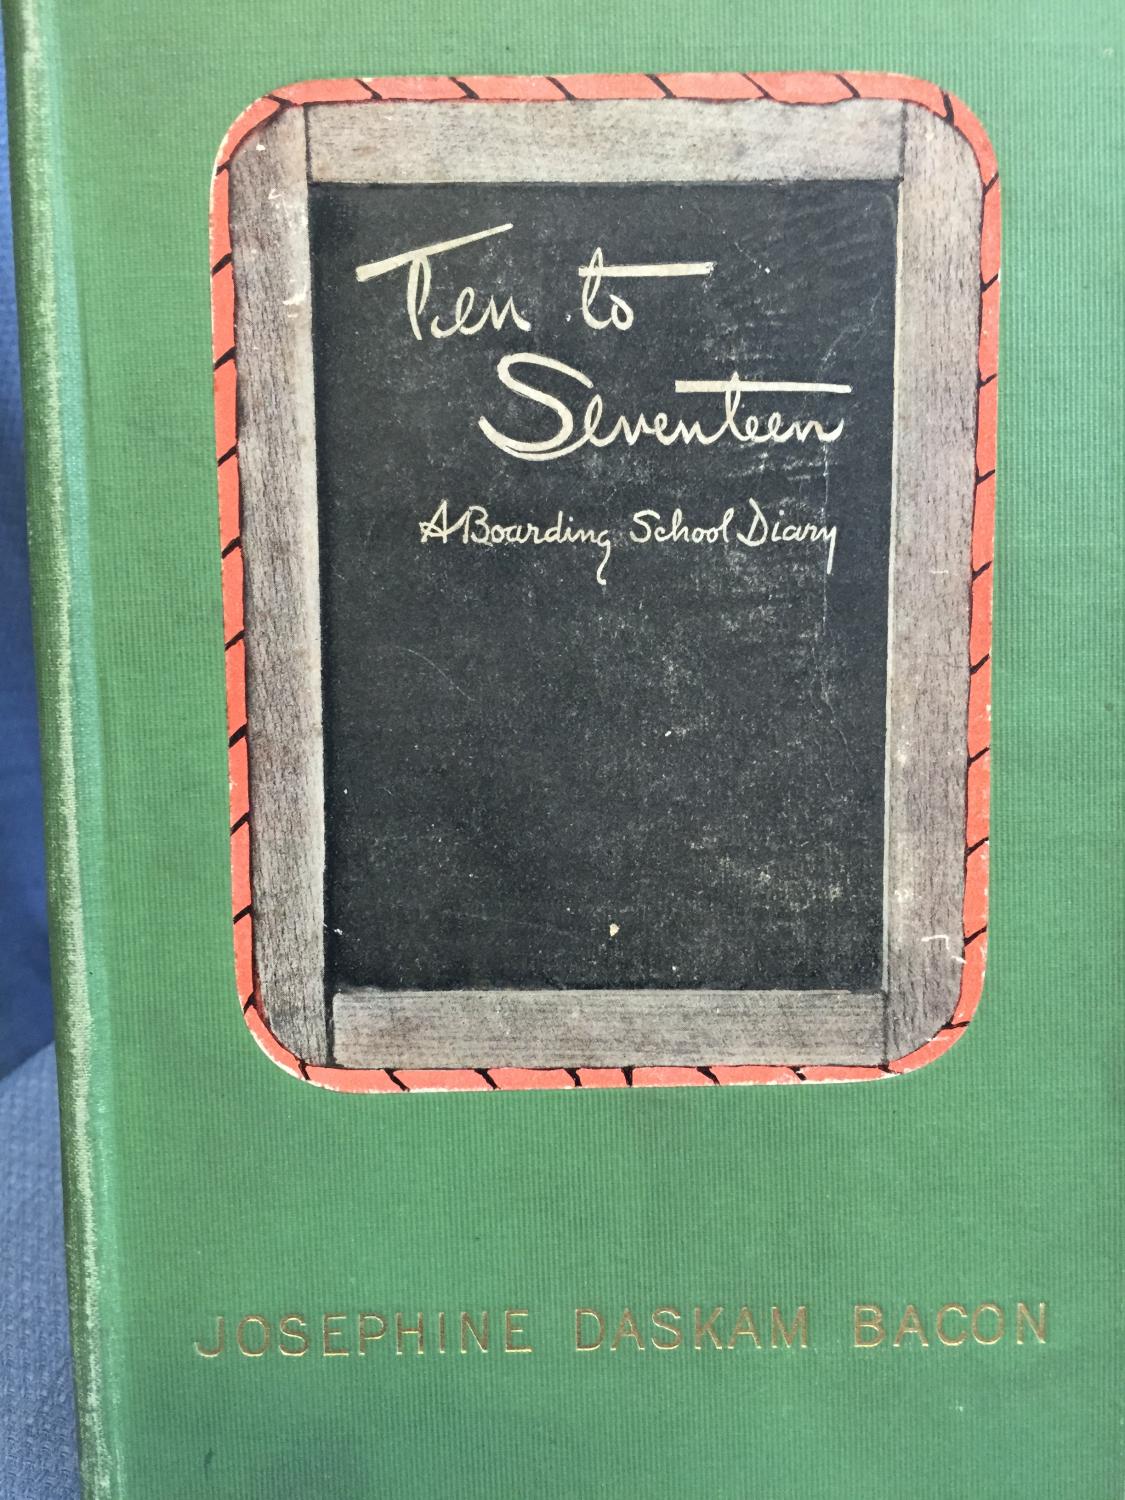 Ten to
Seventeen
A Boarding School Diary
JOSEPHINE DASKAM BACON